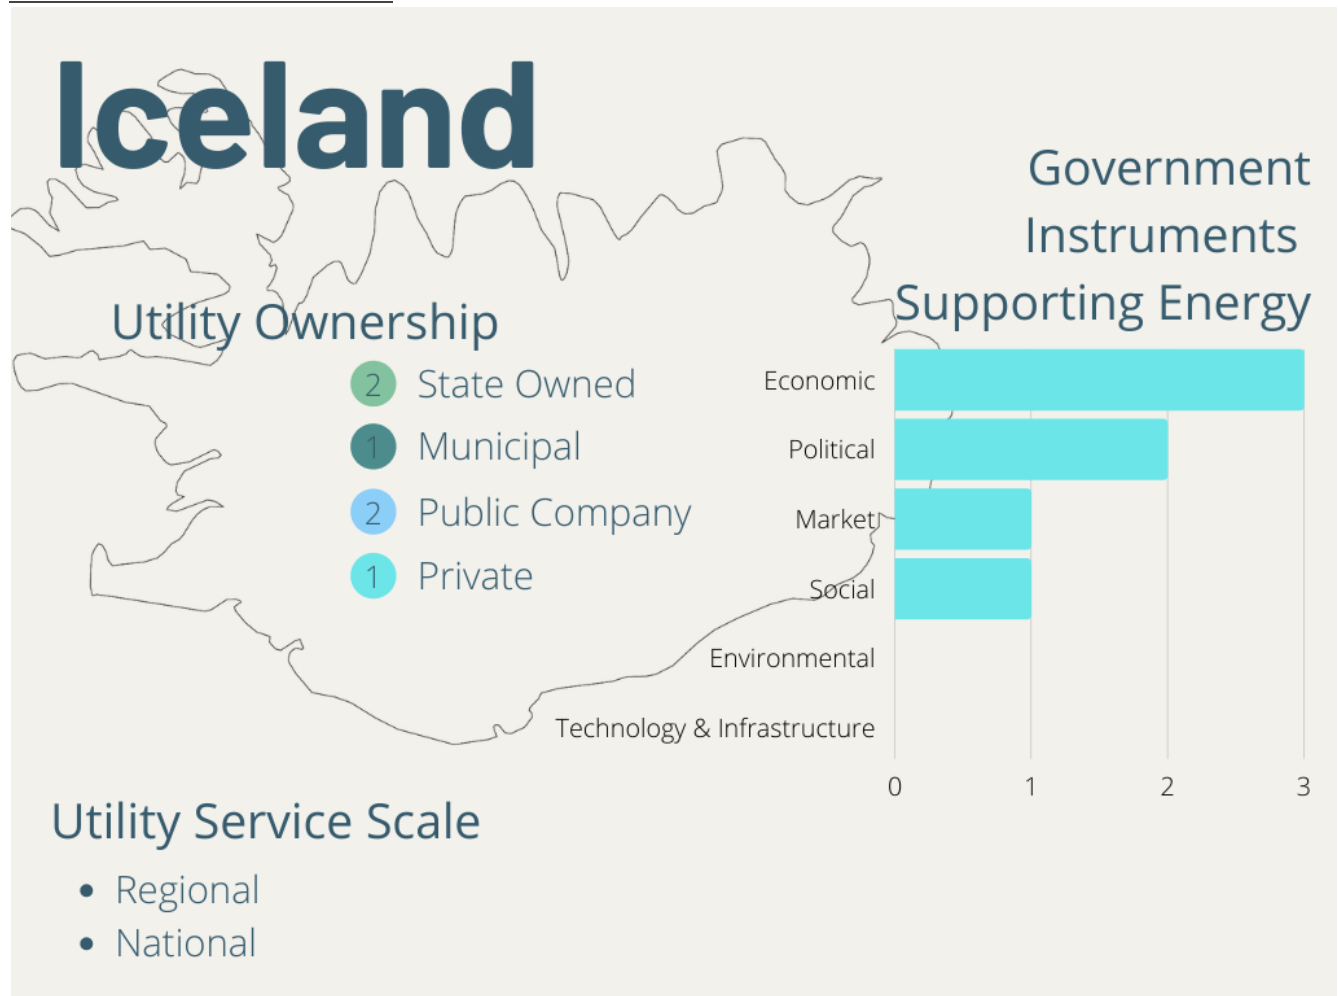 Iceland
Government
Instruments
Supporting Energy
Utility Ownership
2 State Owned
1 Municipal
2 Public Company
1 Private
Economic
Political
Market
Social
Environmental
Technology & Infrastructure
0 1 2 3
Utility Service Scale
• Regional
• National